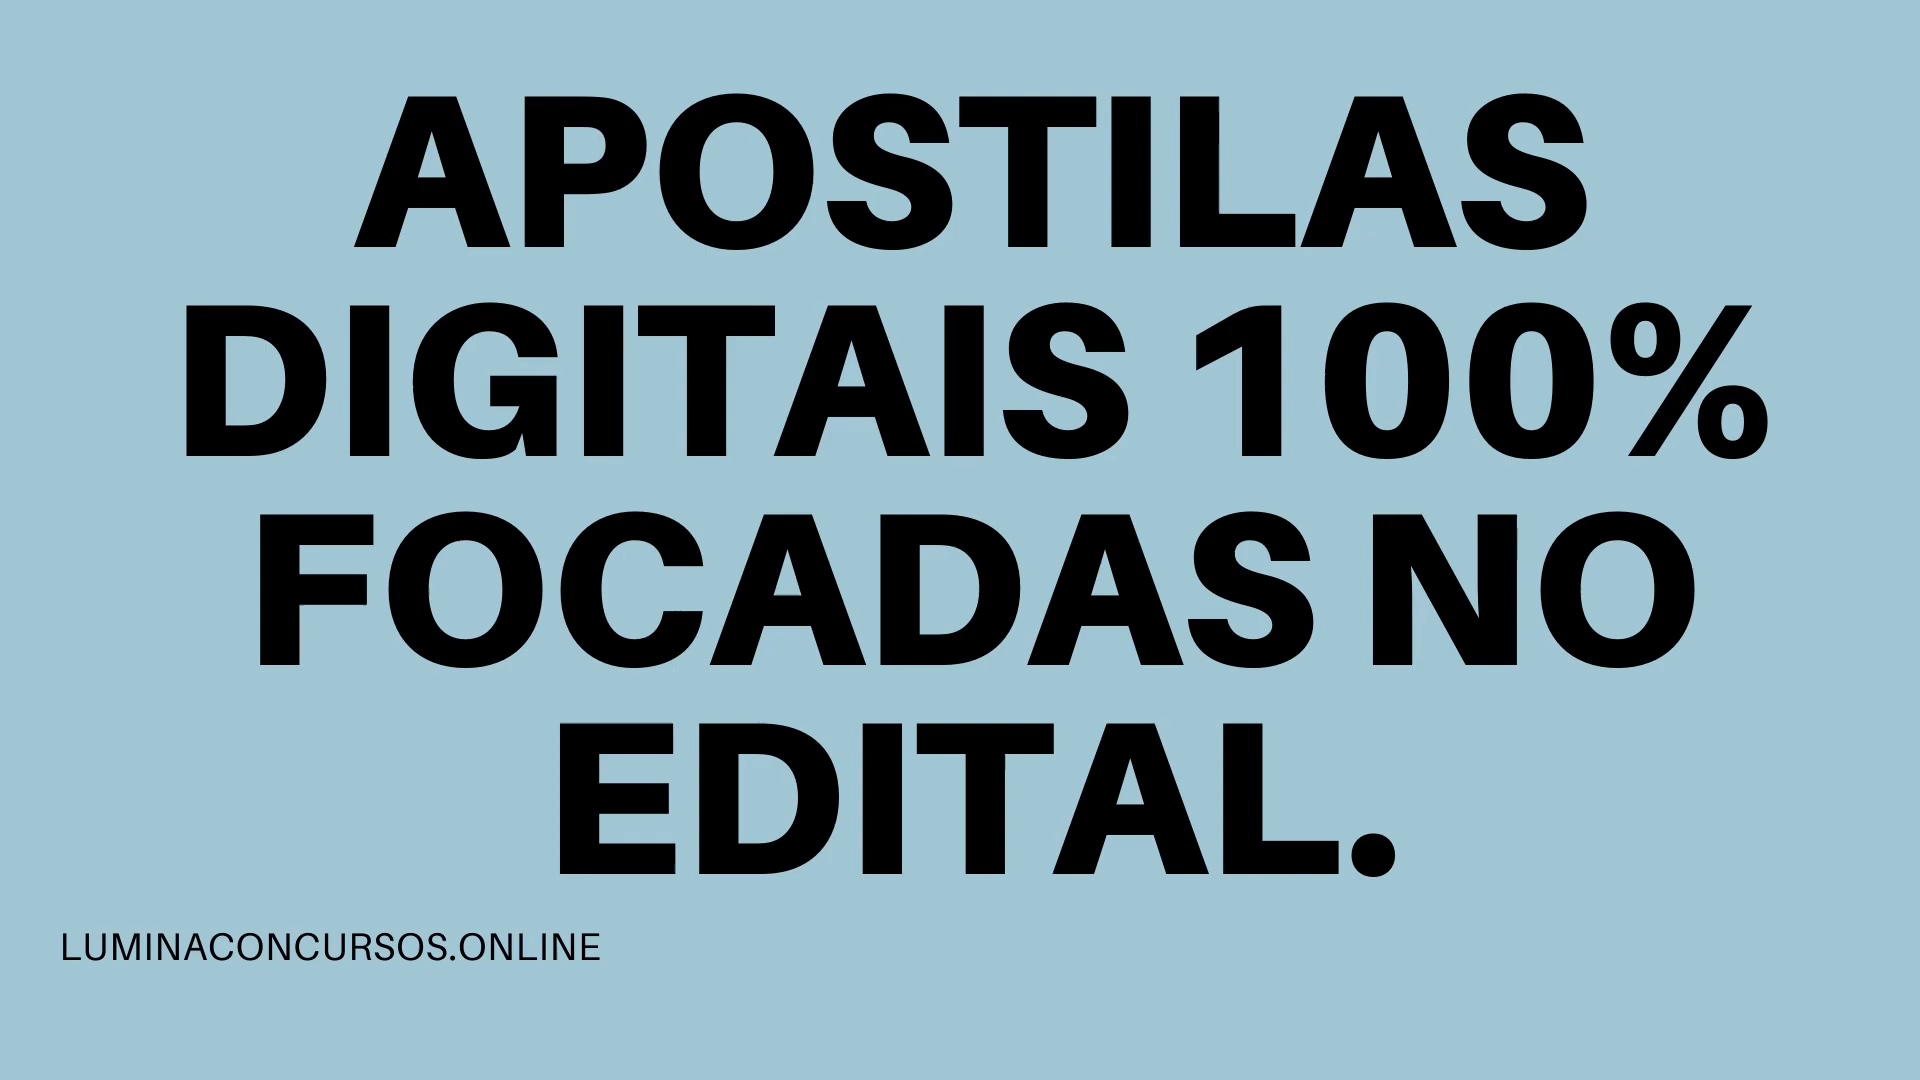 APOSTILAS
DIGITAIS 100%
FOCADAS NO
EDITAL.
LUMINACONCURSOS.ONLINE